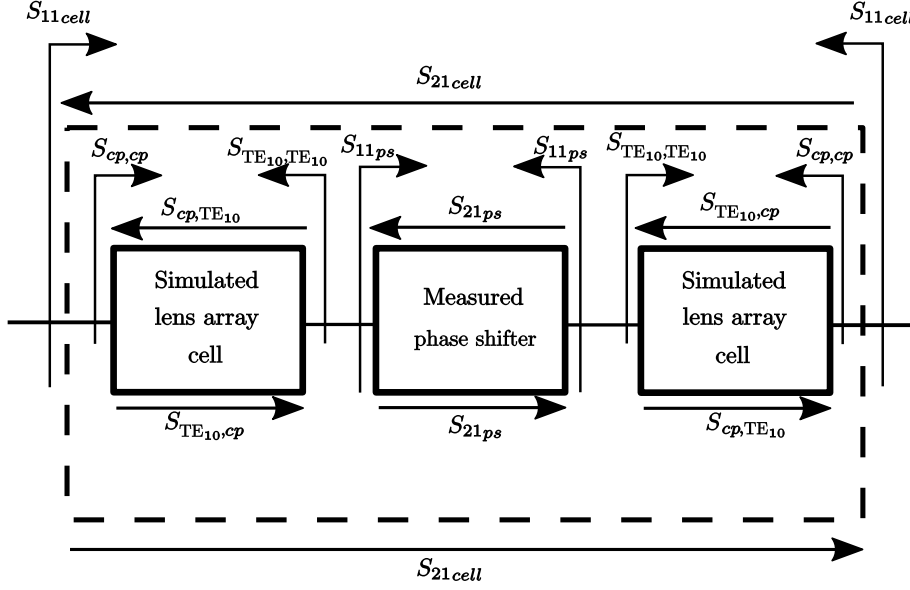 S11cell
S11cell
S21cell
Scp,cp
STE10,TE10
S11ps
S11ps
STE10,TE10
Scp,cp
Scp,TE10
S21ps
STE10,cp
Simulated
lens array
cell
Measured
phase shifter
Simulated
lens array
cell
STE10,cp
S21ps
Scp,TE10
S21cell